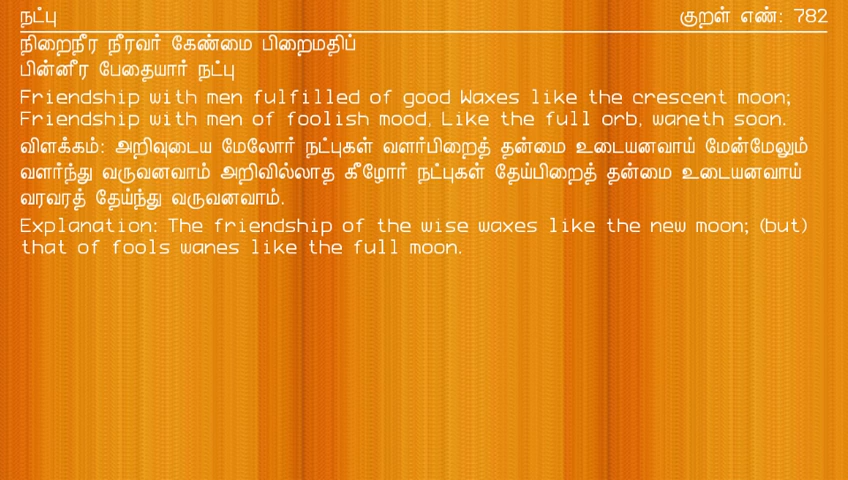 நட்பு குறள் எண்: 782
நிறைநீர நீரவர் கேண்மை பிறைமதிப்
பின்னீர பேதையார் நட்பு
Friendship with men fulfilled of good Waxes like the crescent moon;
Friendship with men of foolish mood, Like the full orb, waneth soon.
விளக்கம்: அறிவுடைய மேலோர் நட்புகள் வளர்பிறைத் தன்மை உடையனவாய் மேன்மேலும்
வளர்ந்து வருவனவாம் அறிவில்லாத கீழோர் நட்புகள் தேய்பிறைத் தன்மை உடையனவாய்
வரவரத் தேய்ந்து வருவனவாம்.
Explanation: The friendship of the wise waxes like the new moon; (but)
that of fools wanes like the full moon.